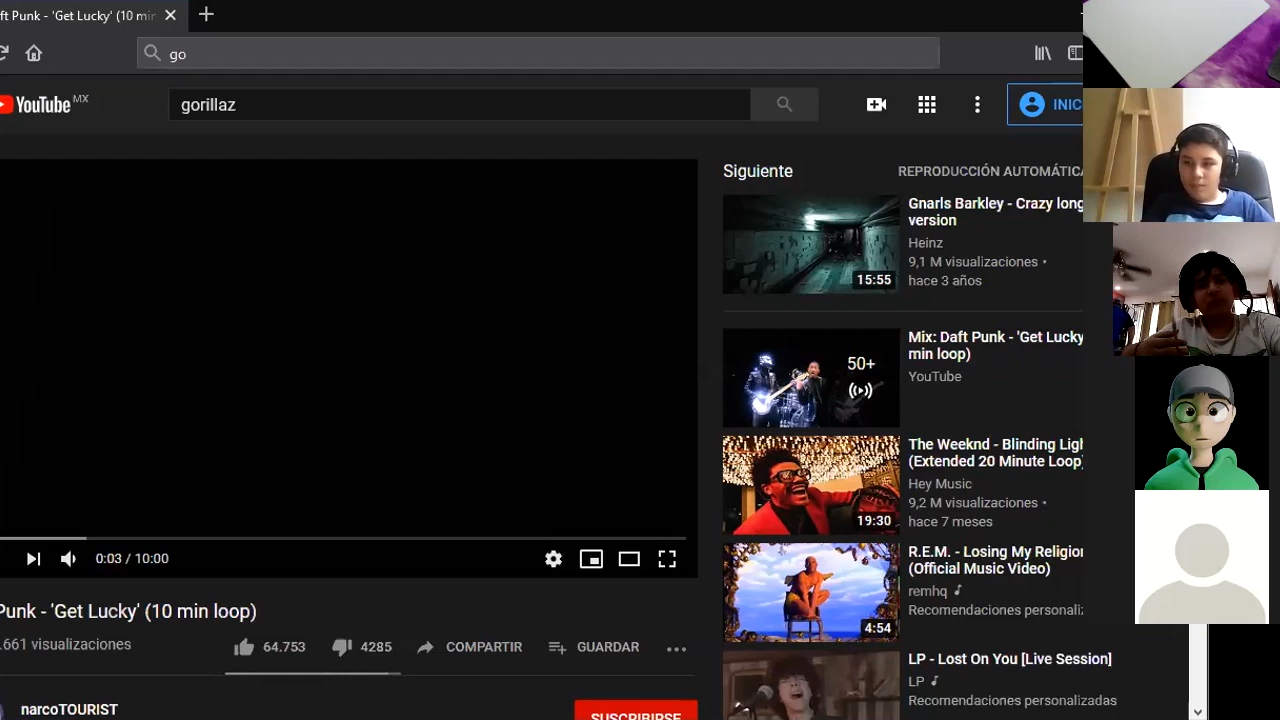 ft Punk - 'Get Lucky' (10 min
go
YouTube MX
gorillaz
INIC
Siguiente
REPRODUCCIÓN AUTOMÁTICA
Gnarls Barkley - Crazy long
version
Heinz
9,1 M visualizaciones •
hace 3 años
15:55
Mix: Daft Punk - 'Get Lucky
min loop)
YouTube
50+
The Weeknd - Blinding Ligh
(Extended 20 Minute Loop)
Hey Music
9,2 M visualizaciones •
hace 7 meses
19:30
R.E.M. - Losing My Religion
(Official Music Video)
remhq
Recomendaciones personaliz
4:54
LP - Lost On You [Live Session]
LP
Recomendaciones personalizadas
0:03 / 10:00
Punk - 'Get Lucky' (10 min loop)
.661 visualizaciones
64.753
4285
COMPARTIR
GUARDAR
narcoTOURIST
SUSCRIBIRSE